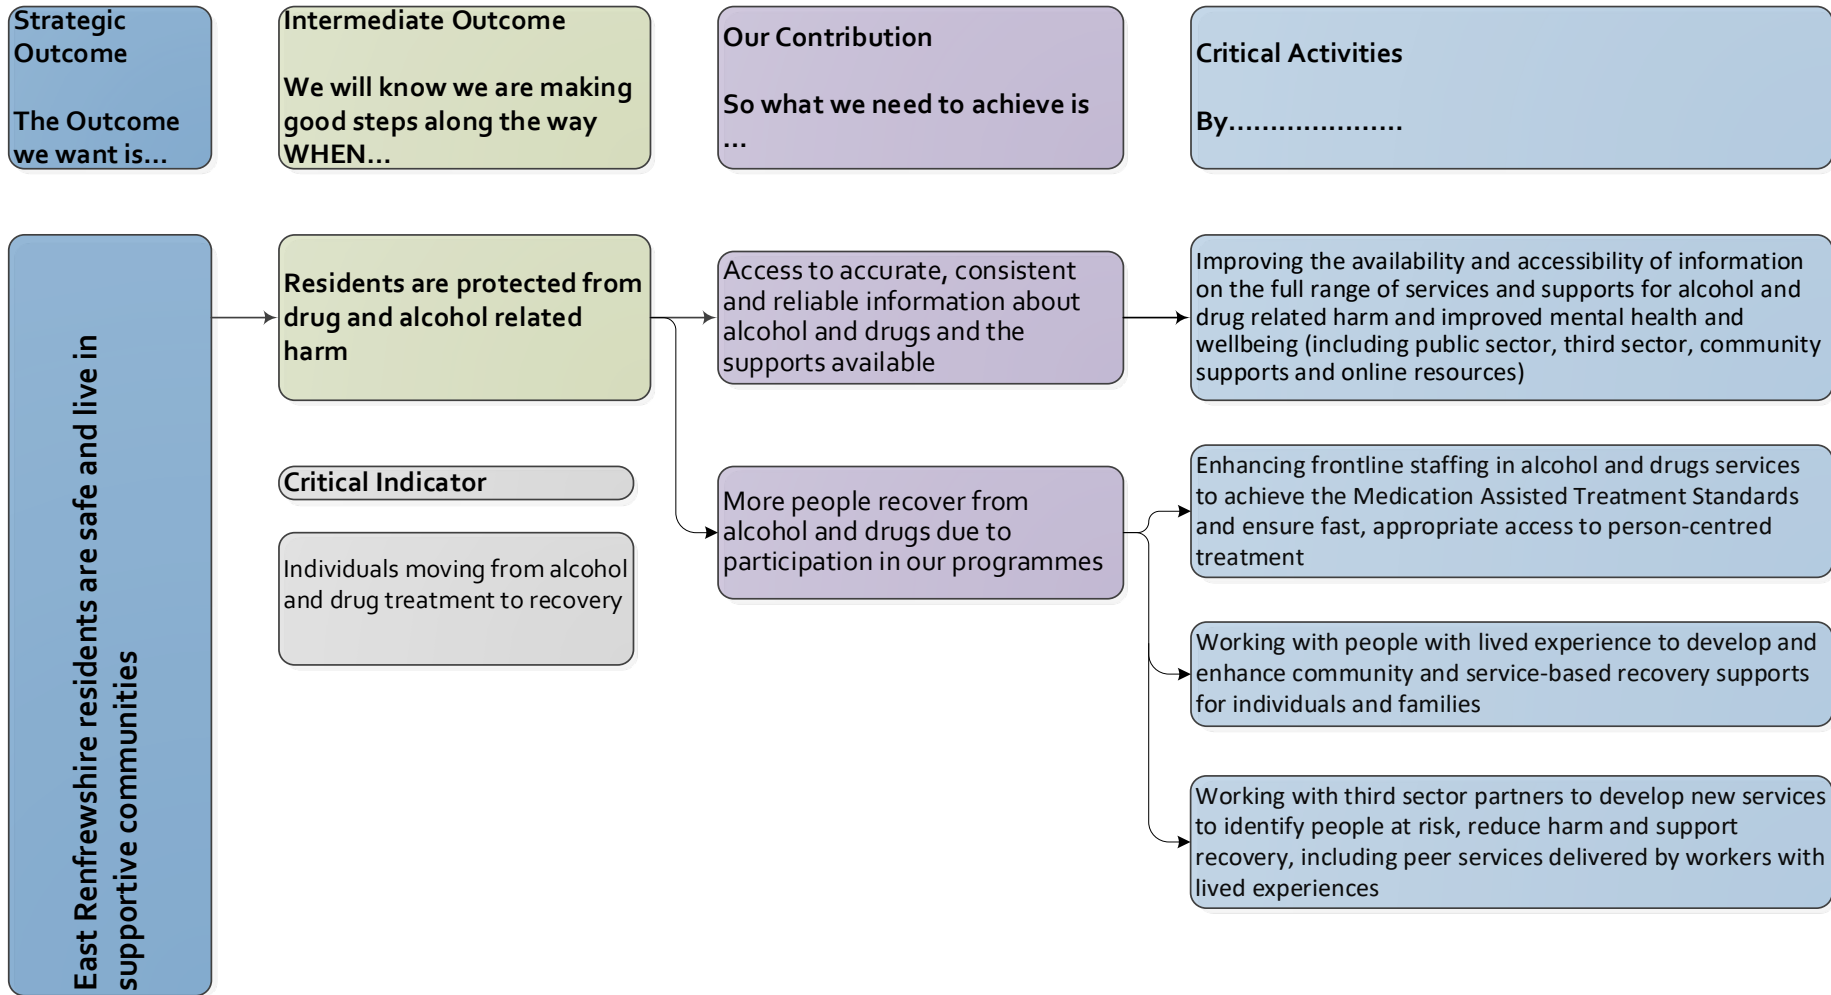 Strategic
Outcome
The Outcome
we want is...
Intermediate Outcome
We will know we are making
good steps along the way
WHEN...
Our Contribution
So what we need to achieve is
...
Critical Activities
By.....................
East Renfrewshire residents are safe and live in
supportive communities
Residents are protected from
drug and alcohol related
harm
Critical Indicator
Individuals moving from alcohol
and drug treatment to recovery
Access to accurate, consistent
and reliable information about
alcohol and drugs and the
supports available
More people recover from
alcohol and drugs due to
participation in our programmes
Improving the availability and accessibility of information
on the full range of services and supports for alcohol and
drug related harm and improved mental health and
wellbeing (including public sector, third sector, community
supports and online resources)
Enhancing frontline staffing in alcohol and drugs services
to achieve the Medication Assisted Treatment Standards
and ensure fast, appropriate access to person-centred
treatment
Working with people with lived experience to develop and
enhance community and service-based recovery supports
for individuals and families
Working with third sector partners to develop new services
to identify people at risk, reduce harm and support
recovery, including peer services delivered by workers with
lived experiences